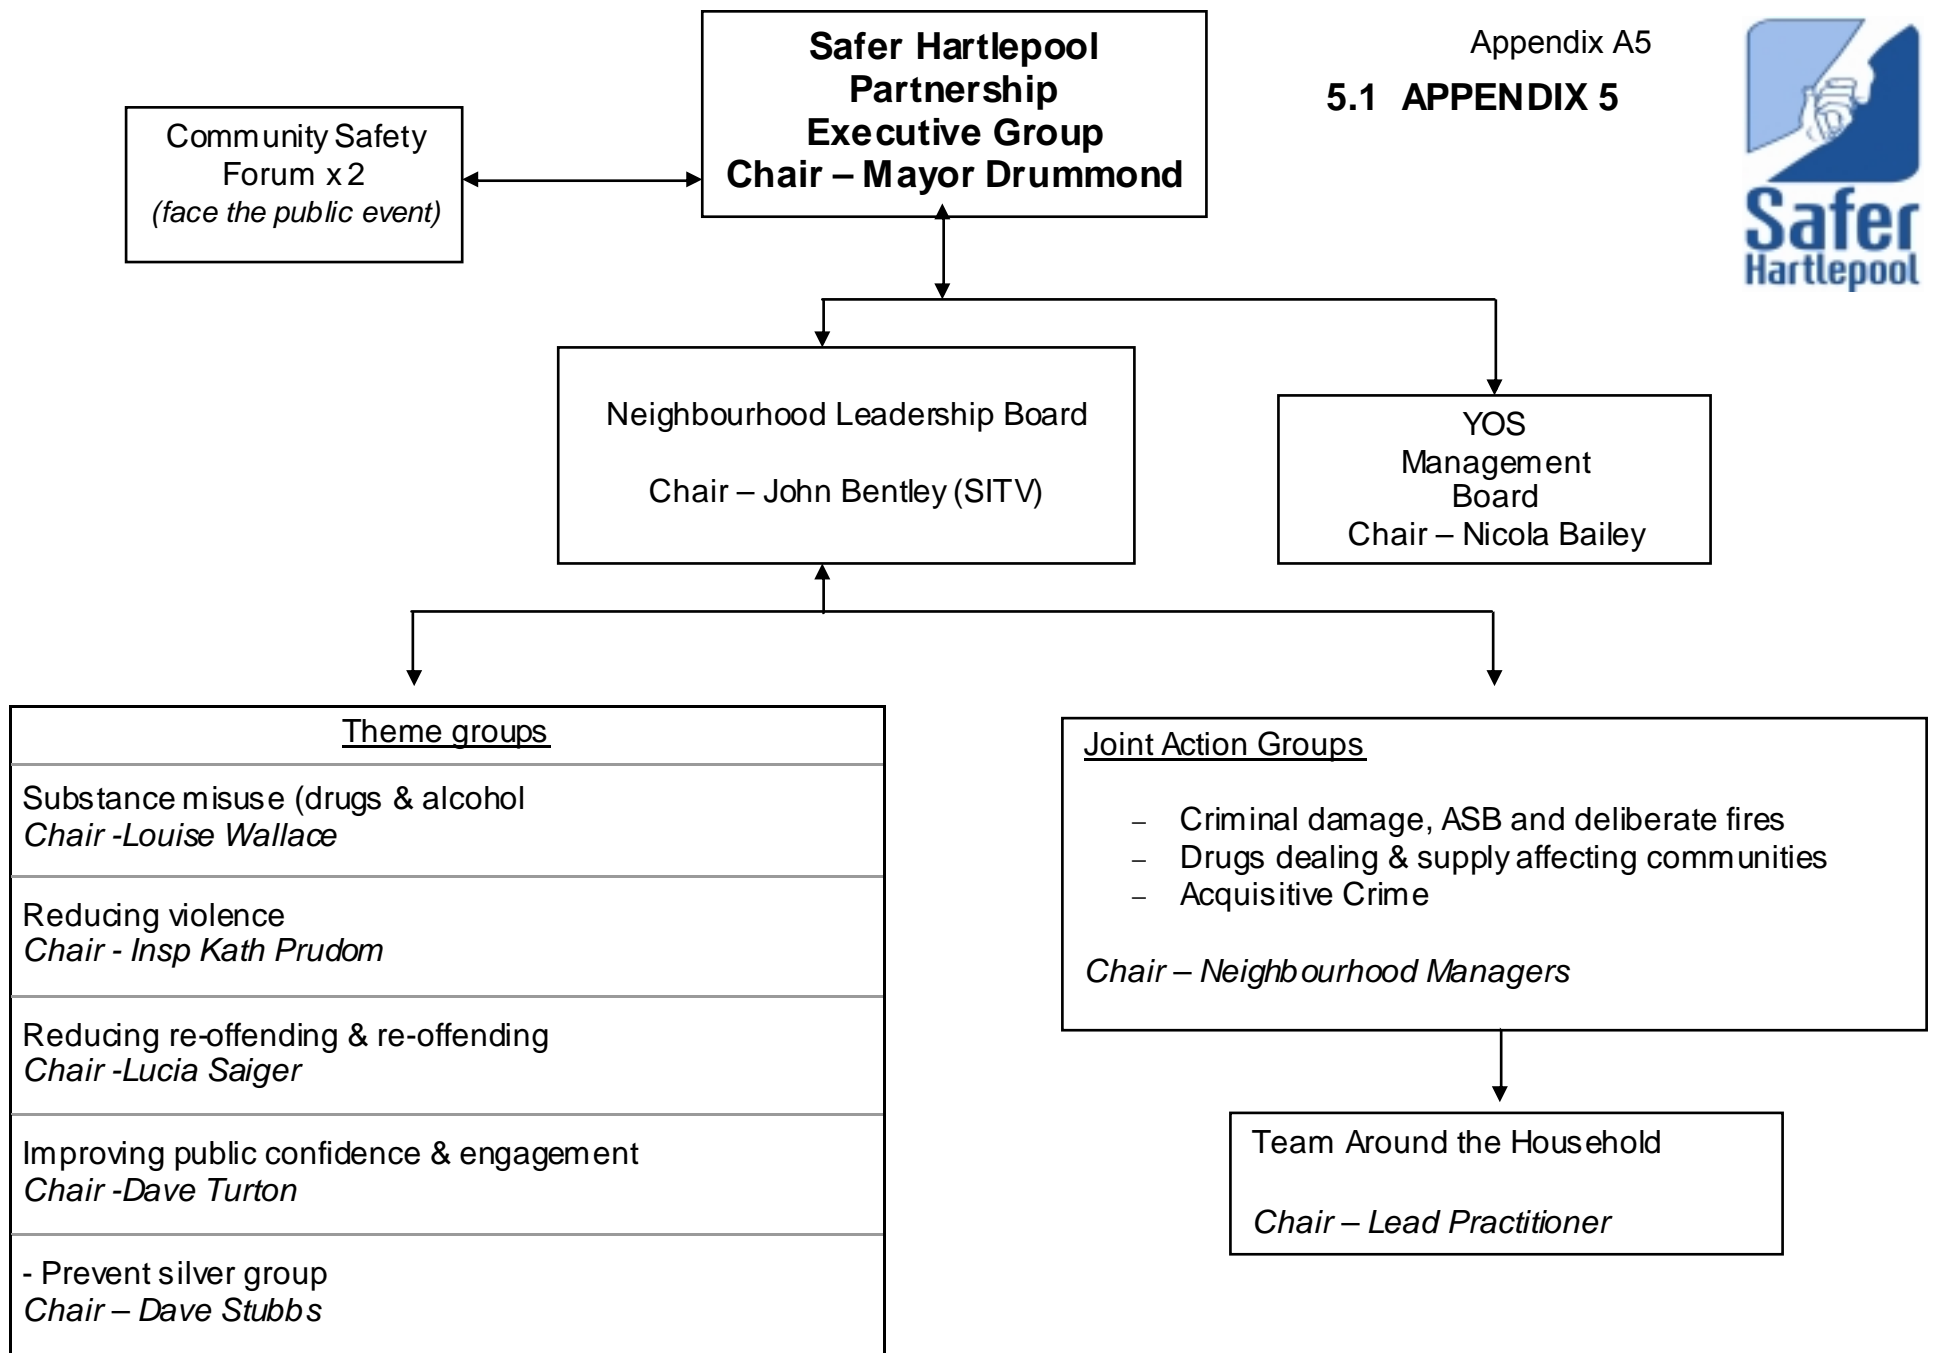 Appendix A5
5.1 APPENDIX 5
Safer
Hartlepool
Safer Hartlepool
Partnership
Executive Group
Chair – Mayor Drummond
Community Safety
Forum x 2
(face the public event)
Neighbourhood Leadership Board
Chair – John Bentley (SITV)
YOS
Management
Board
Chair – Nicola Bailey
Theme groups
Substance misuse (drugs & alcohol
Chair -Louise Wallace
Reducing violence
Chair - Insp Kath Prudom
Reducing re-offending & re-offending
Chair -Lucia Saiger
Improving public confidence & engagement
Chair -Dave Turton
- Prevent silver group
Chair – Dave Stubbs
Joint Action Groups
– Criminal damage, ASB and deliberate fires
– Drugs dealing & supply affecting communities
– Acquisitive Crime
Chair – Neighbourhood Managers
Team Around the Household
Chair – Lead Practitioner